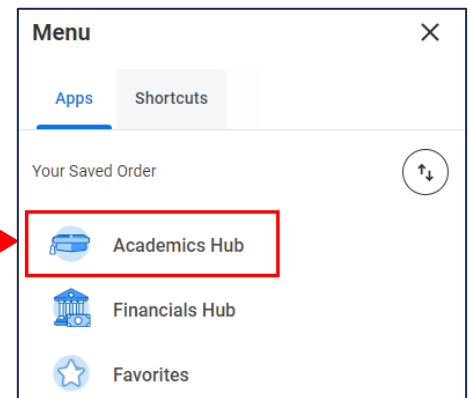 Menu
Apps Shortcuts
Your Saved Order
Academics Hub
Financials Hub
Favorites